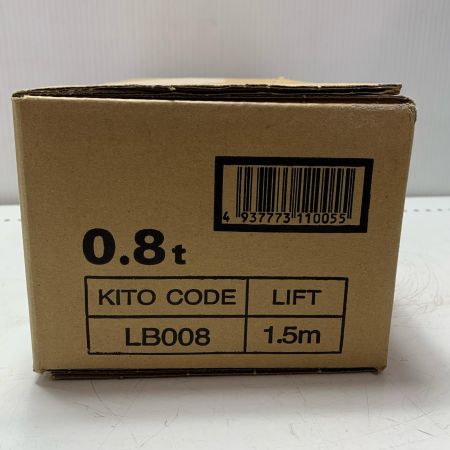 4 937773 110055
0.8t
KITO CODE LIFT
LB008 1.5m